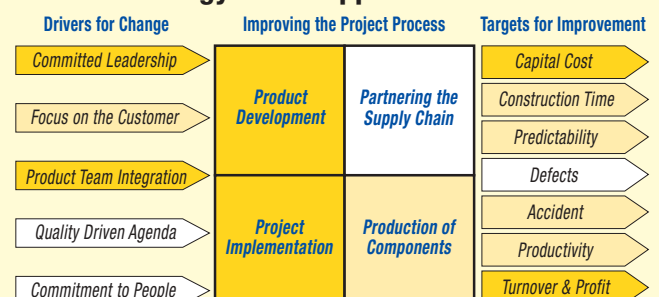 Drivers for Change
Committed Leadership
Focus on the Customer
Product Team Integration
Quality Driven Agenda
Commitment to People
Improving the Project Process
Product
Development
Partnering the
Supply Chain
Project
Implementation
Production of
Components
Targets for Improvement
Capital Cost
Construction Time
Predictability
Defects
Accident
Productivity
Turnover & Profit